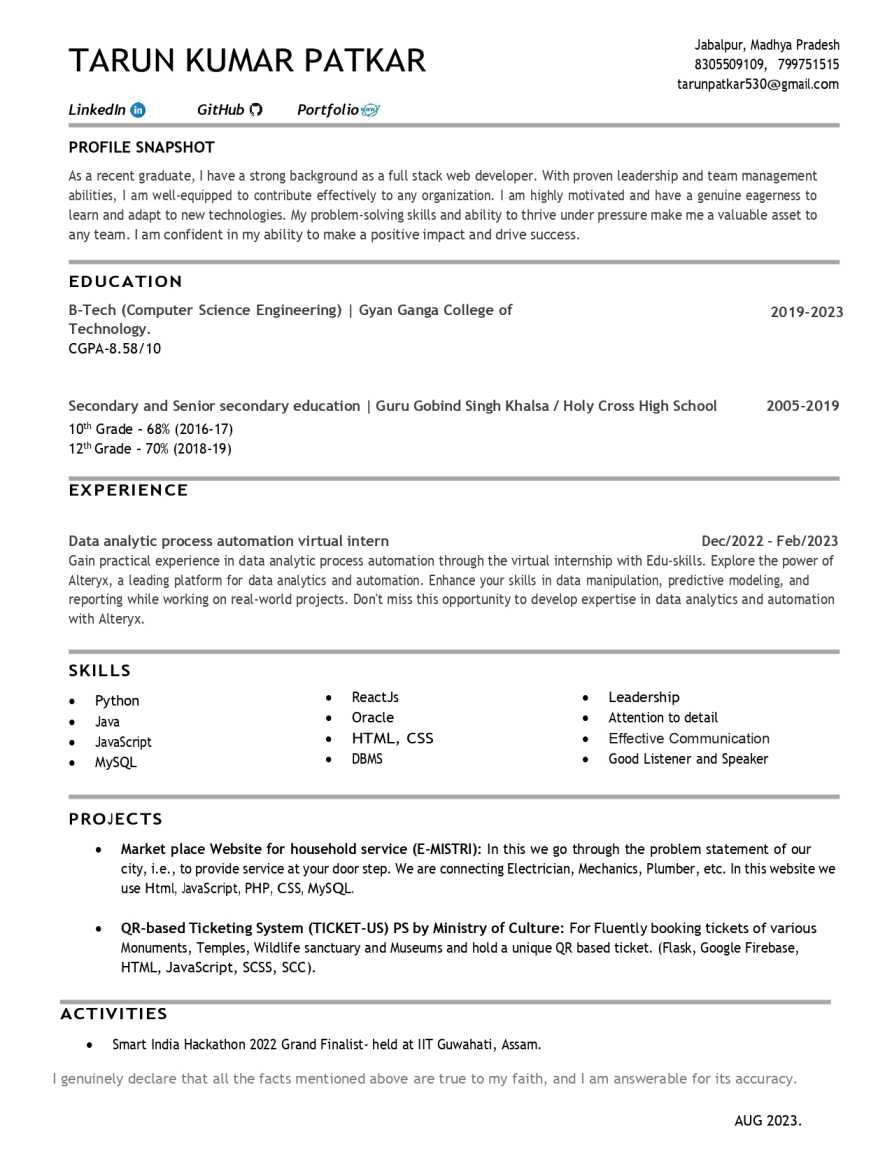 TARUN KUMAR PATKAR
Jabalpur, Madhya Pradesh
8305509109, 799751515
tarunpatkar530@gmail.com
LinkedIn in GitHub Portfolio
PROFILE SNAPSHOT
As a recent graduate, I have a strong background as a full stack web developer. With proven leadership and team management
abilities, I am well-equipped to contribute effectively to any organization. I am highly motivated and have a genuine eagerness to
learn and adapt to new technologies. My problem-solving skills and ability to thrive under pressure make me a valuable asset to
any team. I am confident in my ability to make a positive impact and drive success.
EDUCATION
B-Tech (Computer Science Engineering) | Gyan Ganga College of 2019-2023
Technology.
CGPA-8.58/10
Secondary and Senior secondary education | Guru Gobind Singh Khalsa / Holy Cross High School 2005-2019
10th Grade - 68% (2016-17)
12th Grade - 70% (2018-19)
EXPERIENCE
Data analytic process automation virtual intern Dec/2022 - Feb/2023
Gain practical experience in data analytic process automation through the virtual internship with Edu-skills. Explore the power of
Alteryx, a leading platform for data analytics and automation. Enhance your skills in data manipulation, predictive modeling, and
reporting while working on real-world projects. Don't miss this opportunity to develop expertise in data analytics and automation
with Alteryx.
SKILLS
• Python
• Java
• JavaScript
• MySQL
• ReactJs
• Oracle
• HTML, CSS
• DBMS
• Leadership
• Attention to detail
• Effective Communication
• Good Listener and Speaker
PROJECTS
• Market place Website for household service (E-MISTRI): In this we go through the problem statement of our
city, i.e., to provide service at your door step. We are connecting Electrician, Mechanics, Plumber, etc. In this website we
use Html, JavaScript, PHP, CSS, MySQL.
• QR-based Ticketing System (TICKET-US) PS by Ministry of Culture: For Fluently booking tickets of various
Monuments, Temples, Wildlife sanctuary and Museums and hold a unique QR based ticket. (Flask, Google Firebase,
HTML, JavaScript, SCSS, SCC).
ACTIVITIES
• Smart India Hackathon 2022 Grand Finalist- held at IIT Guwahati, Assam.
I genuinely declare that all the facts mentioned above are true to my faith, and I am answerable for its accuracy.
AUG 2023.